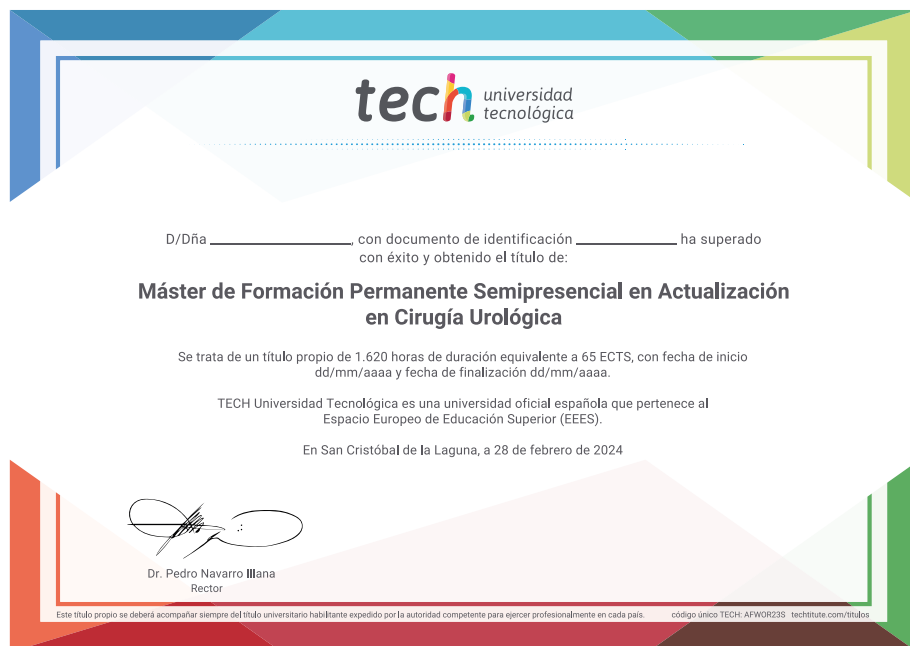 tech universidad
tecnológica
D/Dña ____________________, con documento de identificación ______________ ha superado
con éxito y obtenido el título de:
Máster de Formación Permanente Semipresencial en Actualización
en Cirugía Urológica
Se trata de un título propio de 1.620 horas de duración equivalente a 65 ECTS, con fecha de inicio
dd/mm/aaaa y fecha de finalización dd/mm/aaaa.
TECH Universidad Tecnológica es una universidad oficial española que pertenece al
Espacio Europeo de Educación Superior (EEES).
En San Cristóbal de la Laguna, a 28 de febrero de 2024
Dr. Pedro Navarro Illana
Rector
Este título propio se deberá acompañar siempre del título universitario habilitante expedido por la autoridad competente para ejercer profesionalmente en cada país. código único TECH: AFWOR23S techtitute.com/titulos